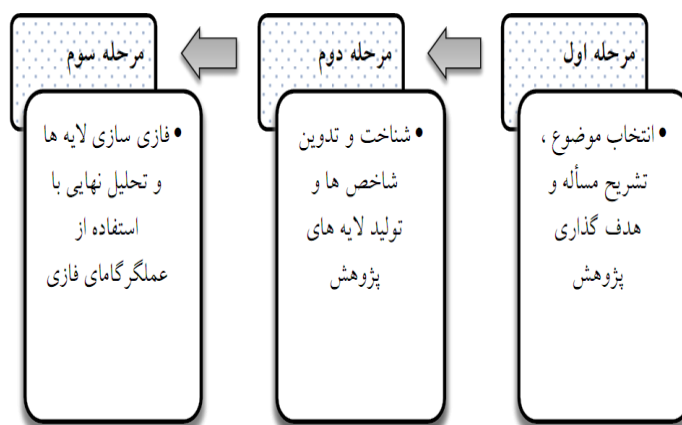 مرحله اول
• انتخاب موضوع ،
تشریح مسأله و
هدف گذاری
پژوهش
مرحله دوم
• شناخت و تدوین
شاخص ها و
تولید لایه های
پژوهش
مرحله سوم
• فازی سازی لایه ها
و تحلیل نهایی با
استفاده از
عملگرگامای فازی